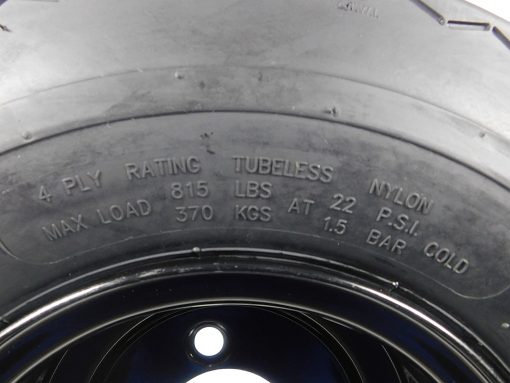 4 PLY RATING TUBELESS NYLON
MAX LOAD 815 LBS AT 22 P.S.I.
370 KGS 1.5 BAR COLD